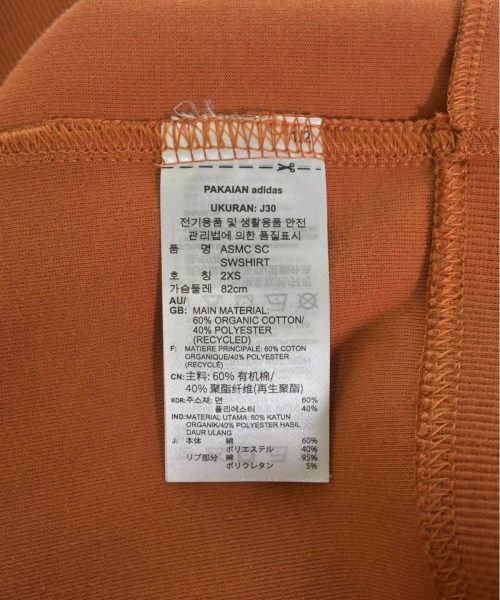 12
PAKAIAN adidas
UKURAN: J30
전기용품 및 생활용품 안전
관리법에 의한 품질표시
품 명 ASMC SC
SWSHIRT
호 칭 2XS
가슴둘레 82cm
AU/
GB: MAIN MATERIAL:
60% ORGANIC COTTON/
40% POLYESTER
(RECYCLED)
F: MATIERE PRINCIPALE: 60% COTON
ORGANIQUE/40% POLYESTER
(RECYCLÉ)
CN: 主料: 60% 有机棉/
40% 聚酯纤维(再生聚酯)
KOR: 주소재: 면 60%
폴리에스터 40%
IND: MATERIAL UTAMA: 60% KATUN
ORGANIK/40% POLYESTER HASIL
DAUR ULANG
J: 本体 綿 60%
ポリエステル 40%
リブ部分 綿 95%
ポリウレタン 5%